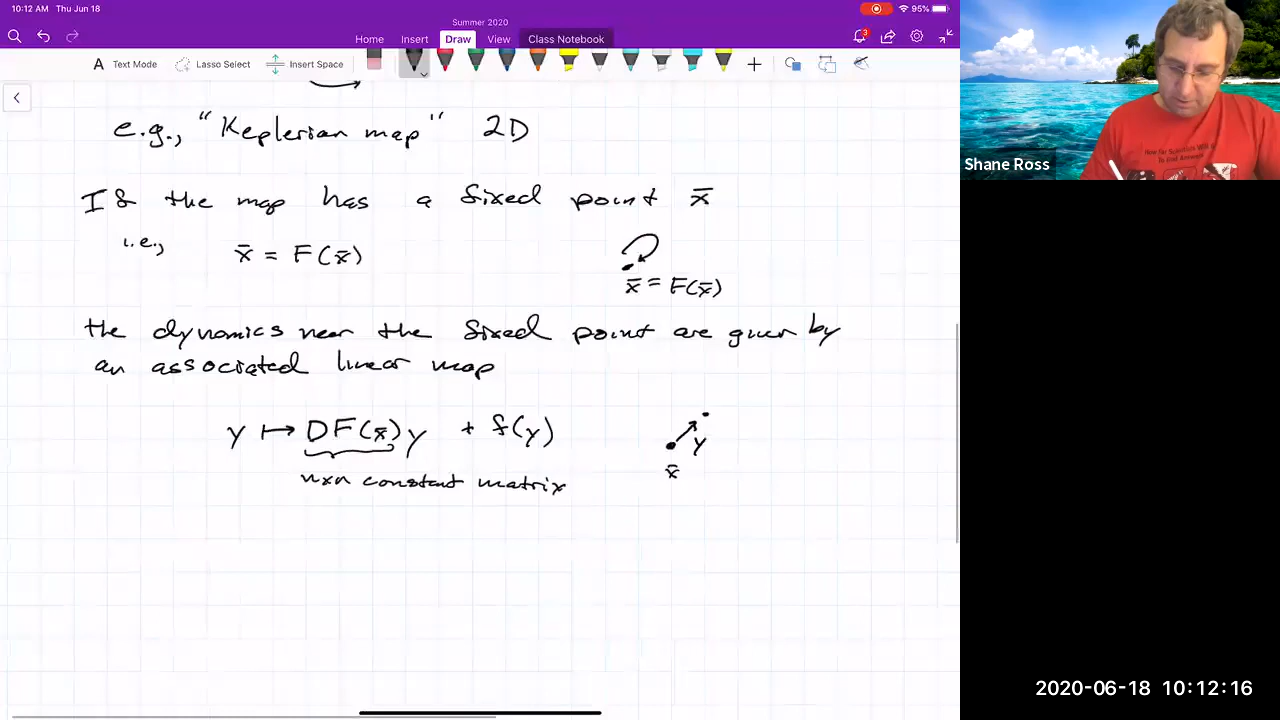 10:12 AM Thu Jun 18
95%
Summer 2020
Home Insert Draw View Class Notebook
3
A Text Mode Lasso Select Insert Space
e.g., "Keplerian map" 2D
If the map has a fixed point x̄
i.e., x̄ = F(x̄)
x̄ = F(x̄)
the dynamics near the fixed point are given by
an associated linear map
y ↦ DF(x̄)y + f(y)
y
x̄
nxn constant matrix
Shane Ross
2020-06-18 10:12:16